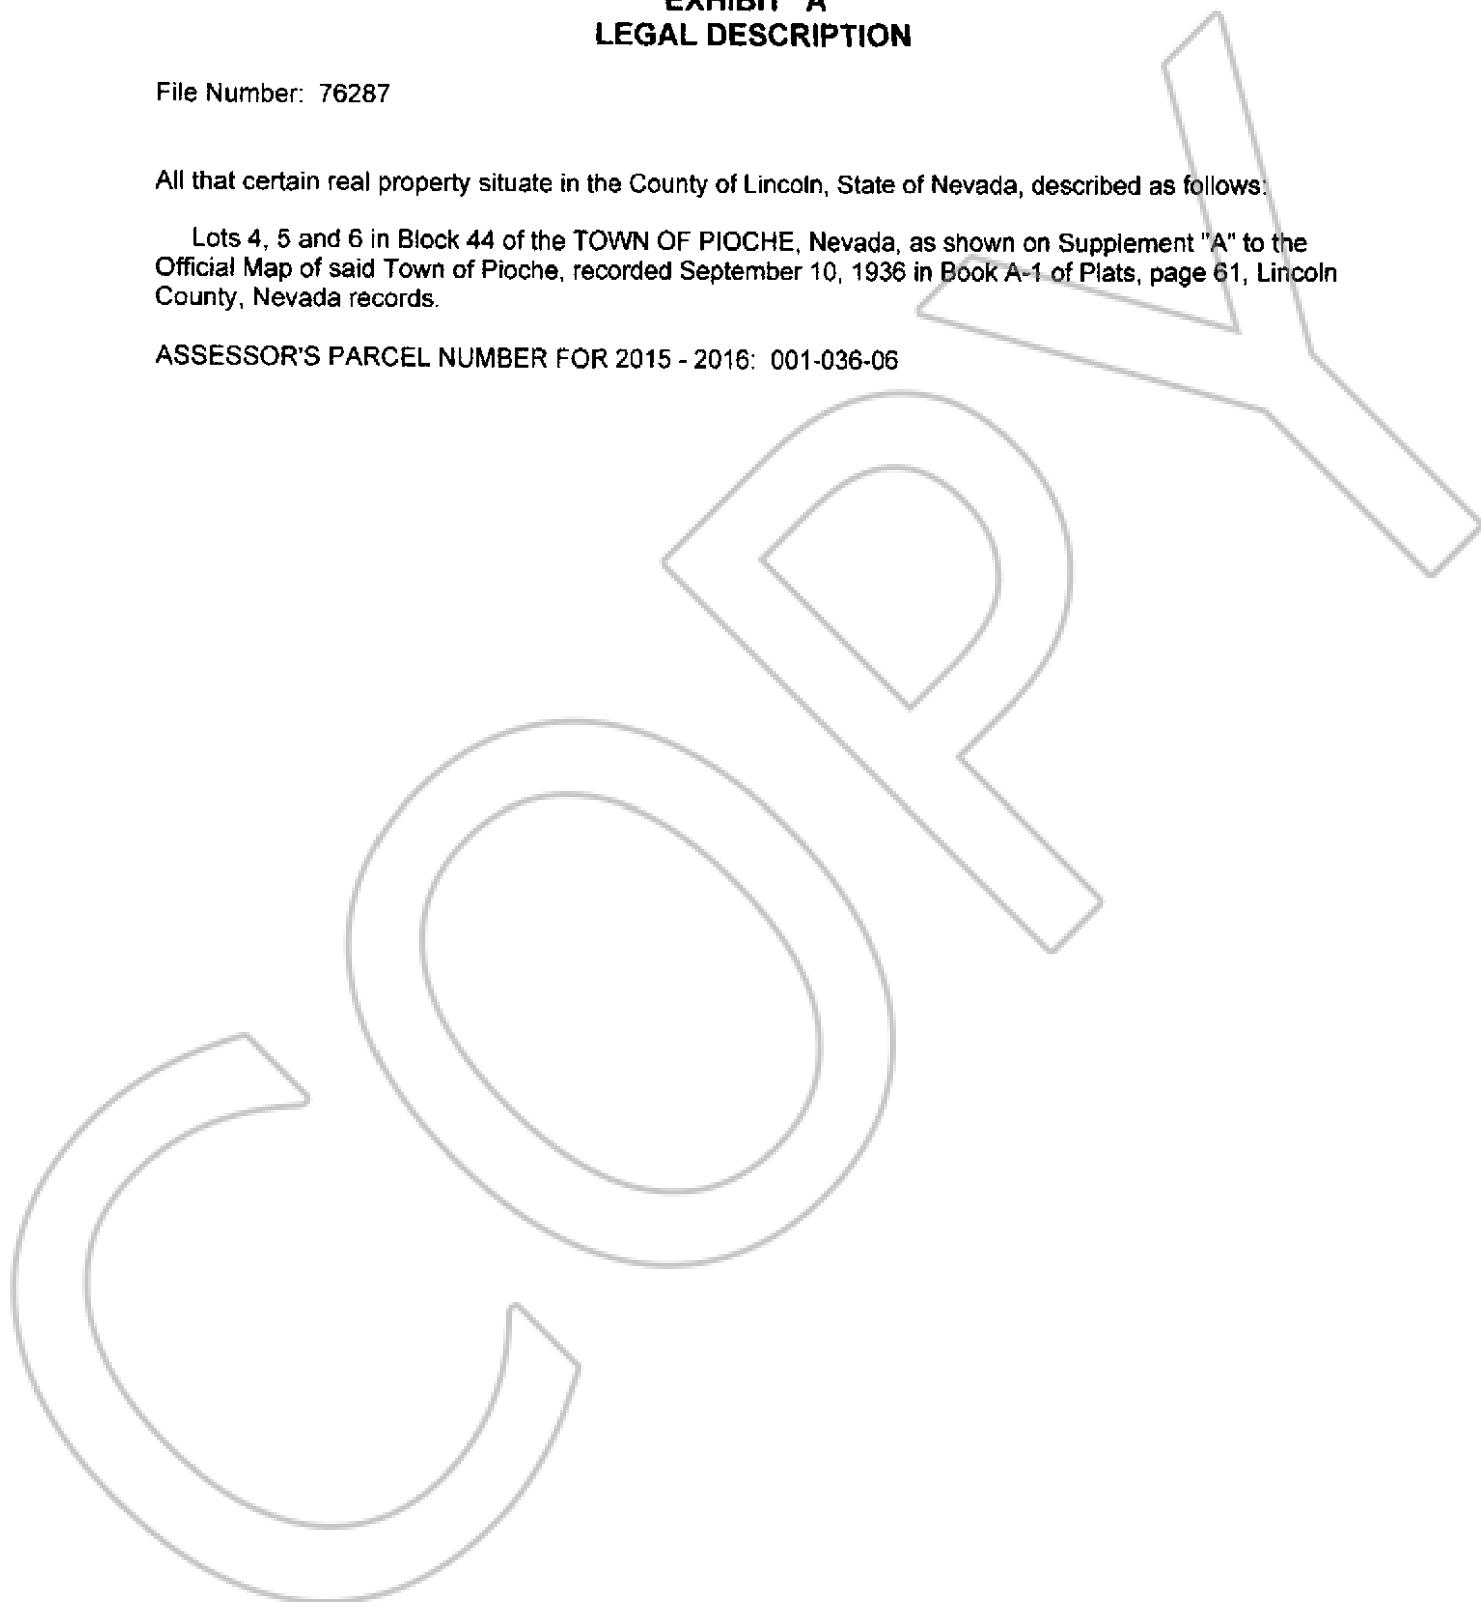 EXHIBIT "A"
LEGAL DESCRIPTION
File Number: 76287
All that certain real property situate in the County of Lincoln, State of Nevada, described as follows:
Lots 4, 5 and 6 in Block 44 of the TOWN OF PIOCHE, Nevada, as shown on Supplement "A" to the
Official Map of said Town of Pioche, recorded September 10, 1936 in Book A-1 of Plats, page 61, Lincoln
County, Nevada records.
ASSESSOR'S PARCEL NUMBER FOR 2015 - 2016: 001-036-06
COPY